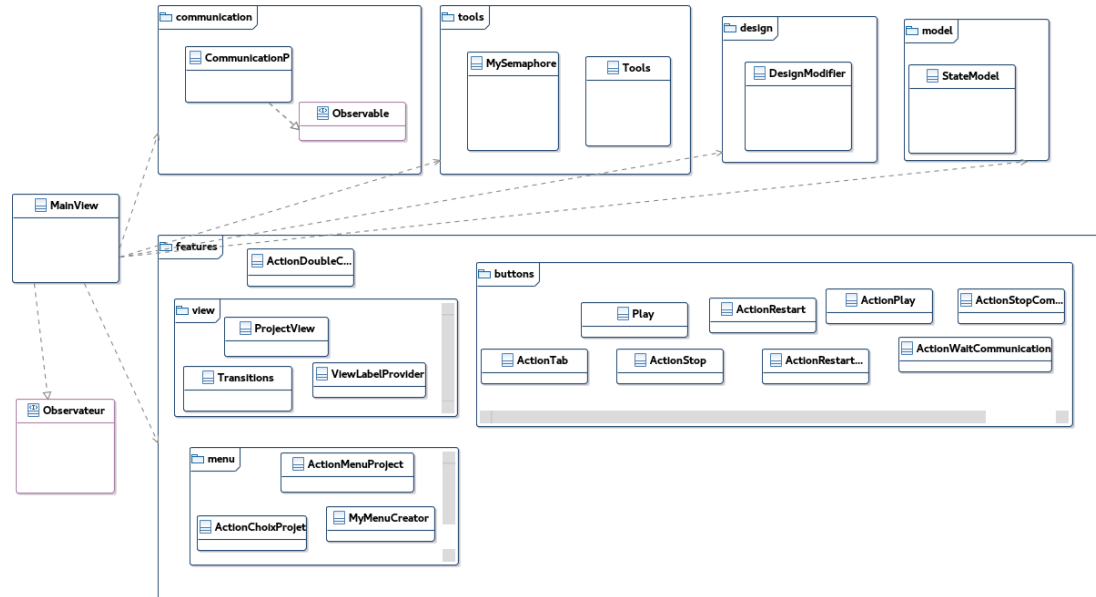 communication
CommunicationP
Observable
tools
MySemaphore
Tools
design
DesignModifier
model
StateModel
MainView
Observateur
features
ActionDoubleC...
view
ProjectView
Transitions
ViewLabelProvider
buttons
Play
ActionRestart
ActionPlay
ActionStopCom...
ActionTab
ActionStop
ActionRestart...
ActionWaitCommunication
menu
ActionMenuProject
ActionChoixProjet
MyMenuCreator